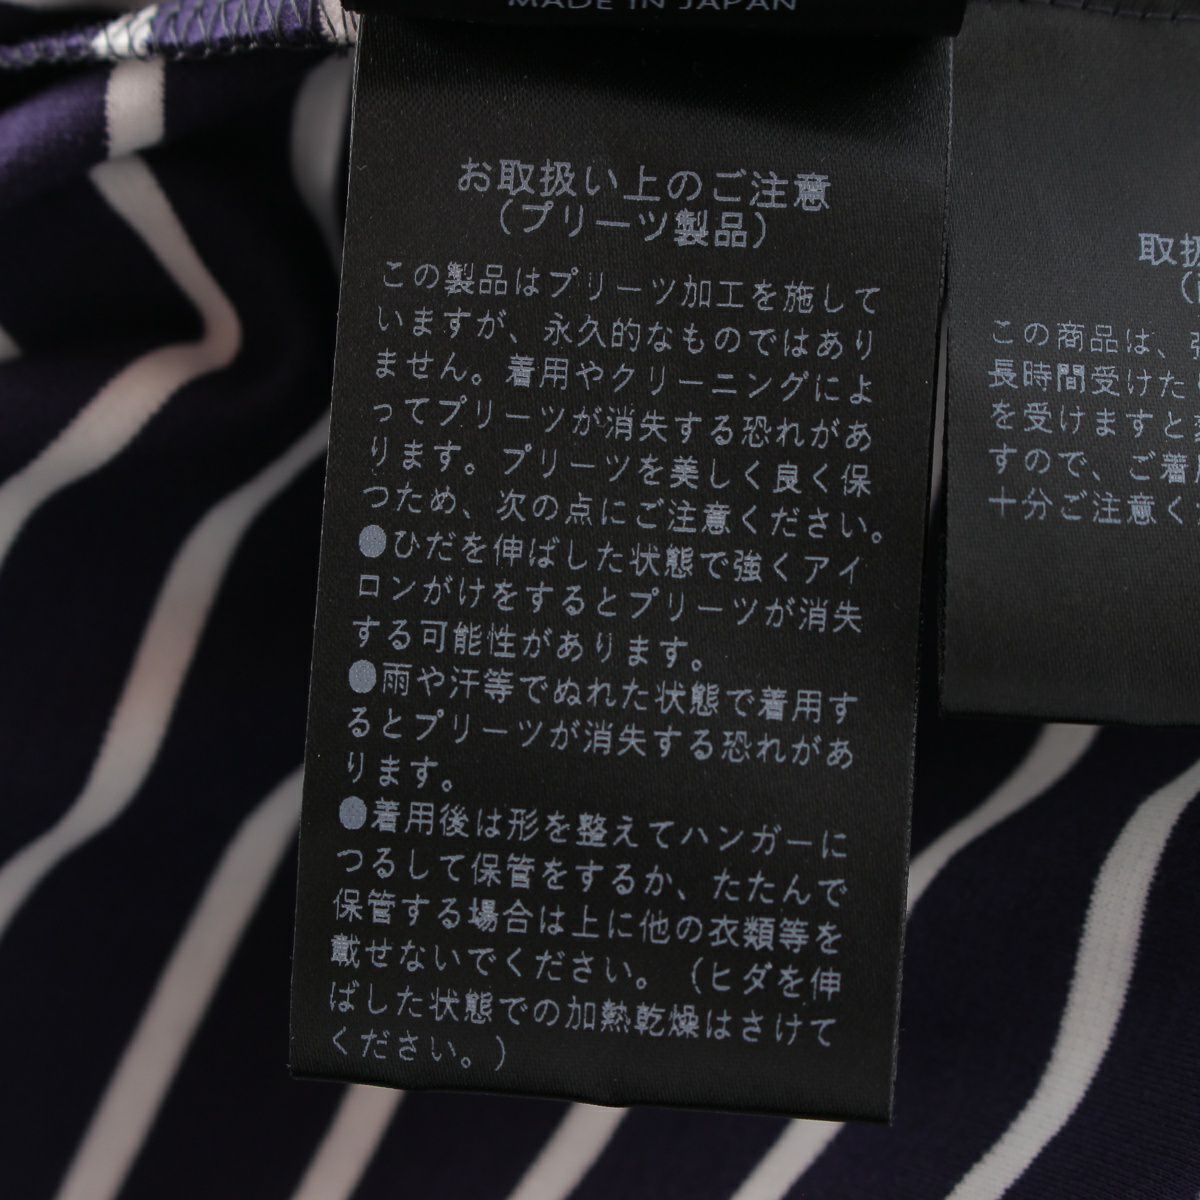 MADE IN JAPAN
お取扱い上のご注意
(プリーツ製品)
この製品はプリーツ加工を施して
いますが、永久的なものではあり
ません。着用やクリーニングによ
ってプリーツが消失する恐れがあ
ります。プリーツを美しく良く保
つため、次の点にご注意ください。
●ひだを伸ばした状態で強くアイ
ロンがけをするとプリーツが消失
する可能性があります。
●雨や汗等でぬれた状態で着用す
るとプリーツが消失する恐れがあ
ります。
●着用後は形を整えてハンガーに
つるして保管をするか、たたんで
保管する場合は上に他の衣類等を
載せないでください。(ヒダを伸
ばした状態での加熱乾燥はさけて
ください。)
取扱
(
この商品は、強
長時間受けた
を受けますと
すので、ご着用
十分ご注意く